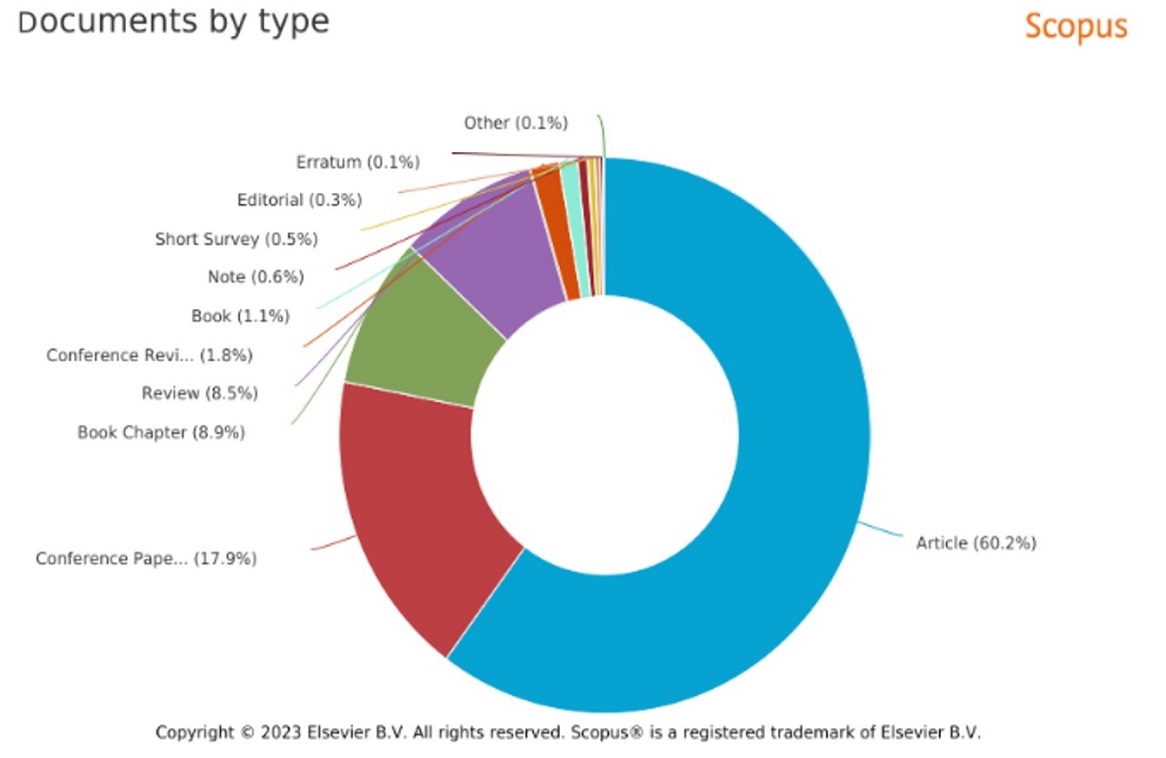 Documents by type
Scopus
Other (0.1%)
Erratum (0.1%)
Editorial (0.3%)
Short Survey (0.5%)
Note (0.6%)
Book (1.1%)
Conference Revi... (1.8%)
Review (8.5%)
Book Chapter (8.9%)
Conference Pape... (17.9%)
Article (60.2%)
Copyright © 2023 Elsevier B.V. All rights reserved. Scopus® is a registered trademark of Elsevier B.V.